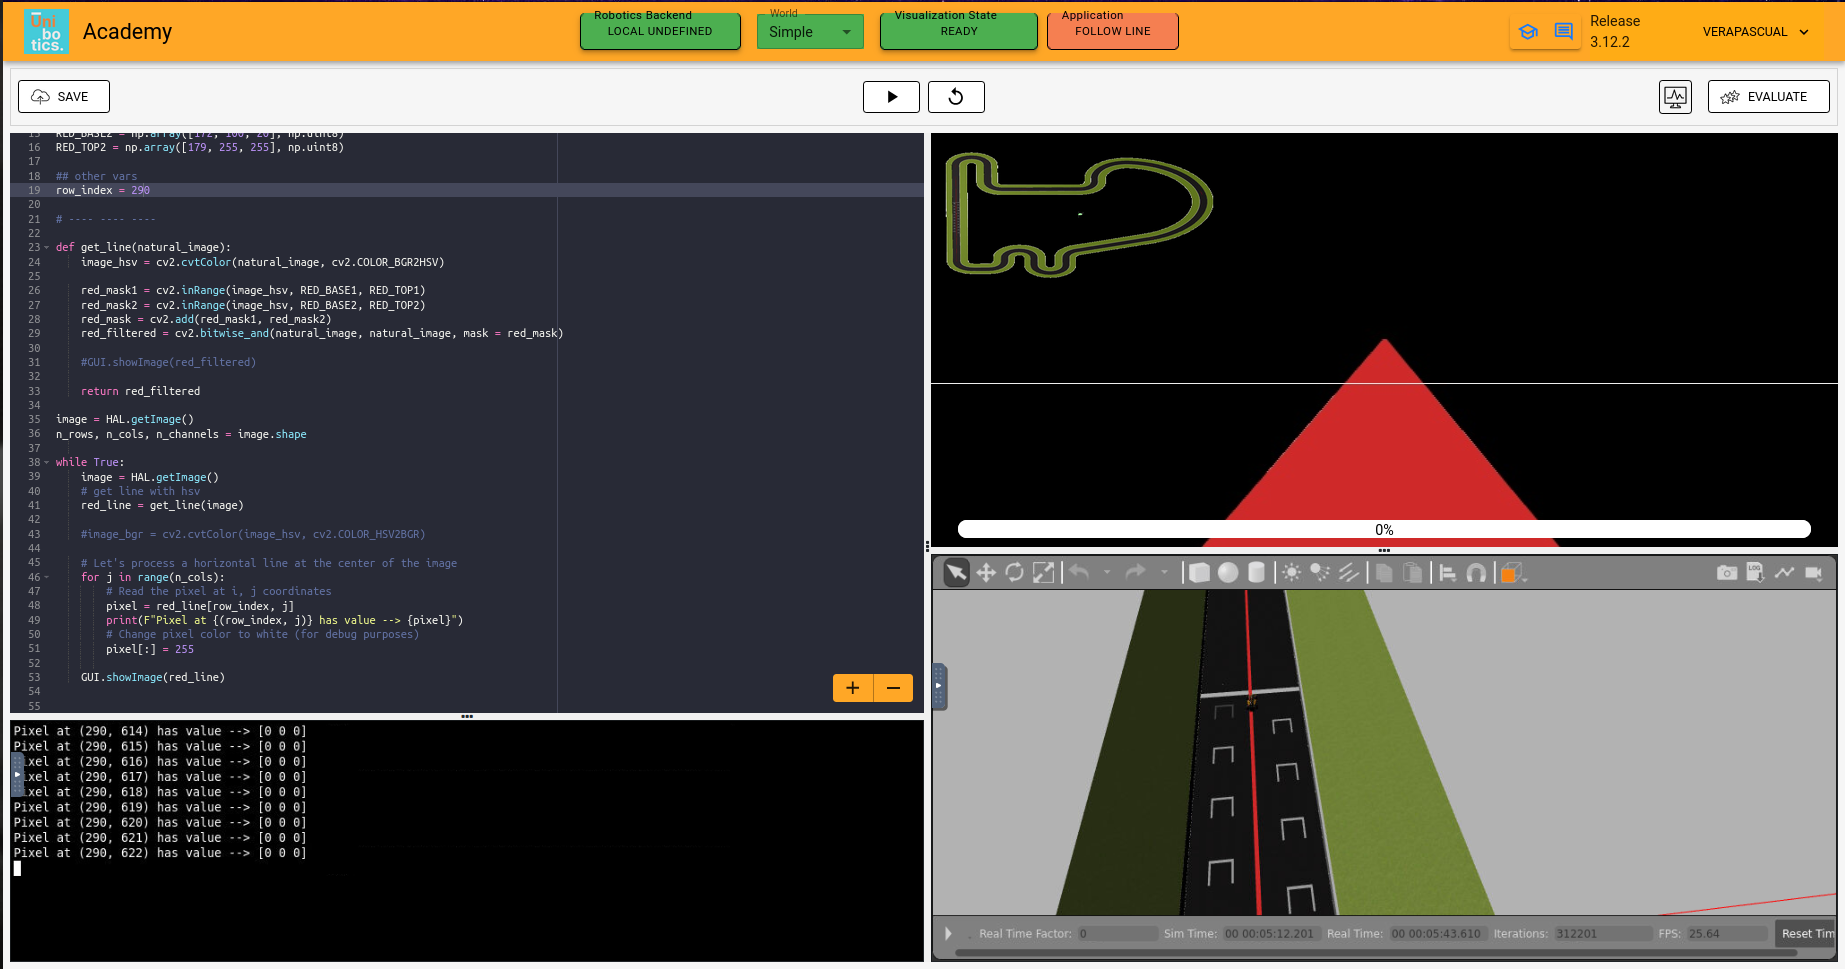 Uni
bo
tics.
Academy
Robotics Backend
LOCAL UNDEFINED
World
Simple
Visualization State
READY
Application
FOLLOW LINE
Release
3.12.2
VERAPASCUAL
SAVE
EVALUATE
15 RED_BASE2 = np.array([172, 100, 20], np.uint8)
16 RED_TOP2 = np.array([179, 255, 255], np.uint8)
17
18 ## other vars
19 row_index = 290
20
21 # ---- ---- ----
22
23 def get_line(natural_image):
24 image_hsv = cv2.cvtColor(natural_image, cv2.COLOR_BGR2HSV)
25
26 red_mask1 = cv2.inRange(image_hsv, RED_BASE1, RED_TOP1)
27 red_mask2 = cv2.inRange(image_hsv, RED_BASE2, RED_TOP2)
28 red_mask = cv2.add(red_mask1, red_mask2)
29 red_filtered = cv2.bitwise_and(natural_image, natural_image, mask = red_mask)
30
31 #GUI.showImage(red_filtered)
32
33 return red_filtered
34
35 image = HAL.getImage()
36 n_rows, n_cols, n_channels = image.shape
37
38 while True:
39 image = HAL.getImage()
40 # get line with hsv
41 red_line = get_line(image)
42
43 #image_bgr = cv2.cvtColor(image_hsv, cv2.COLOR_HSV2BGR)
44
45 # Let's process a horizontal line at the center of the image
46 for j in range(n_cols):
47 # Read the pixel at i, j coordinates
48 pixel = red_line[row_index, j]
49 print(F"Pixel at {(row_index, j)} has value --> {pixel}")
50 # Change pixel color to white (for debug purposes)
51 pixel[:] = 255
52
53 GUI.showImage(red_line)
54
55
Pixel at (290, 614) has value --> [0 0 0]
Pixel at (290, 615) has value --> [0 0 0]
ixel at (290, 616) has value --> [0 0 0]
ixel at (290, 617) has value --> [0 0 0]
ixel at (290, 618) has value --> [0 0 0]
Pixel at (290, 619) has value --> [0 0 0]
Pixel at (290, 620) has value --> [0 0 0]
Pixel at (290, 621) has value --> [0 0 0]
Pixel at (290, 622) has value --> [0 0 0]
0%
LOG
Real Time Factor: 0 Sim Time: 00 00:05:12.201 Real Time: 00 00:05:43.610 Iterations: 312201 FPS: 25.64 Reset Tim